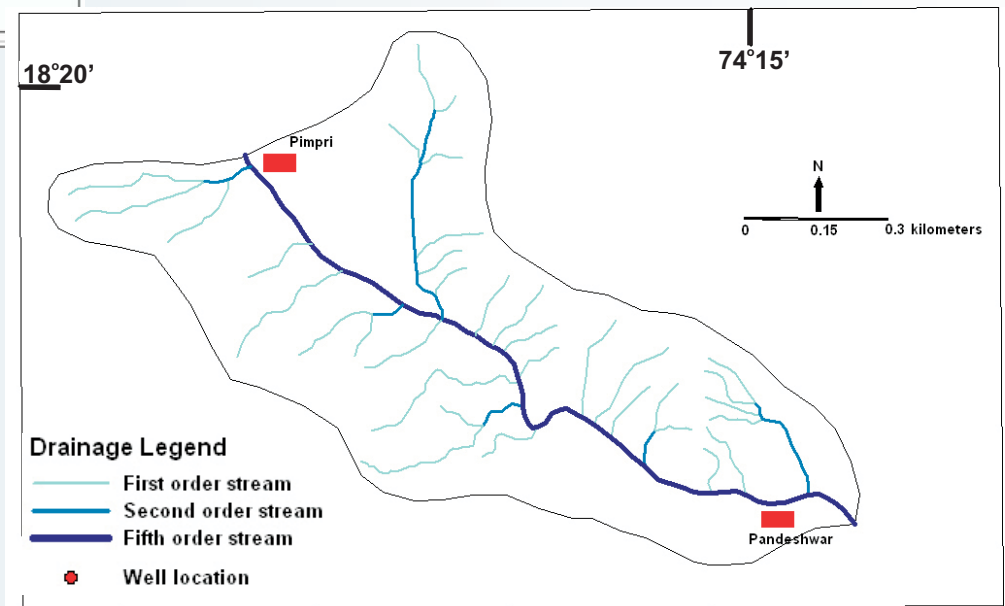 74°15’
18°20’
Pimpri
N
0 0.15 0.3 kilometers
Drainage Legend
First order stream
Second order stream
Fifth order stream
Well location
Pandeshwar